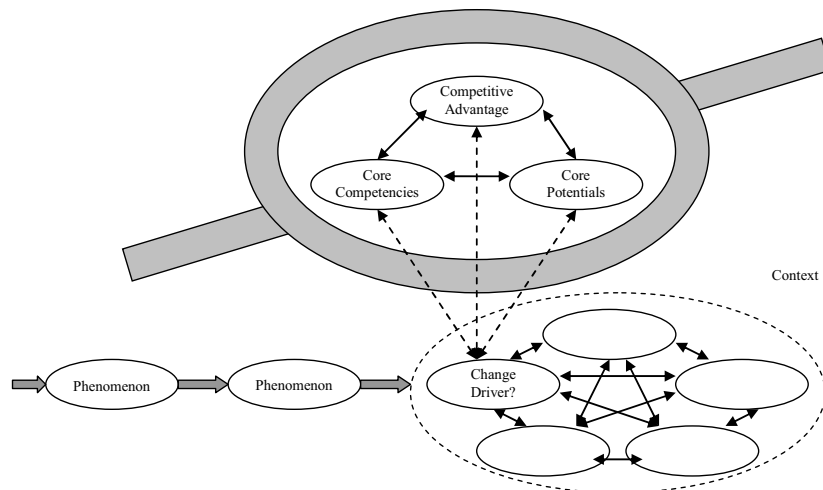 Competitive
Advantage
Core
Competencies
Core
Potentials
Context
Phenomenon
Phenomenon
Change
Driver?